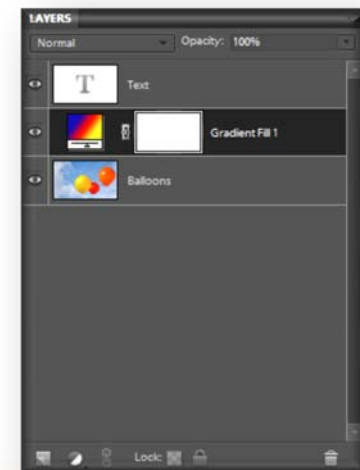 LAYERS
Normal Opacity: 100%
T Text
Gradient Fill 1
Balloons
Lock: